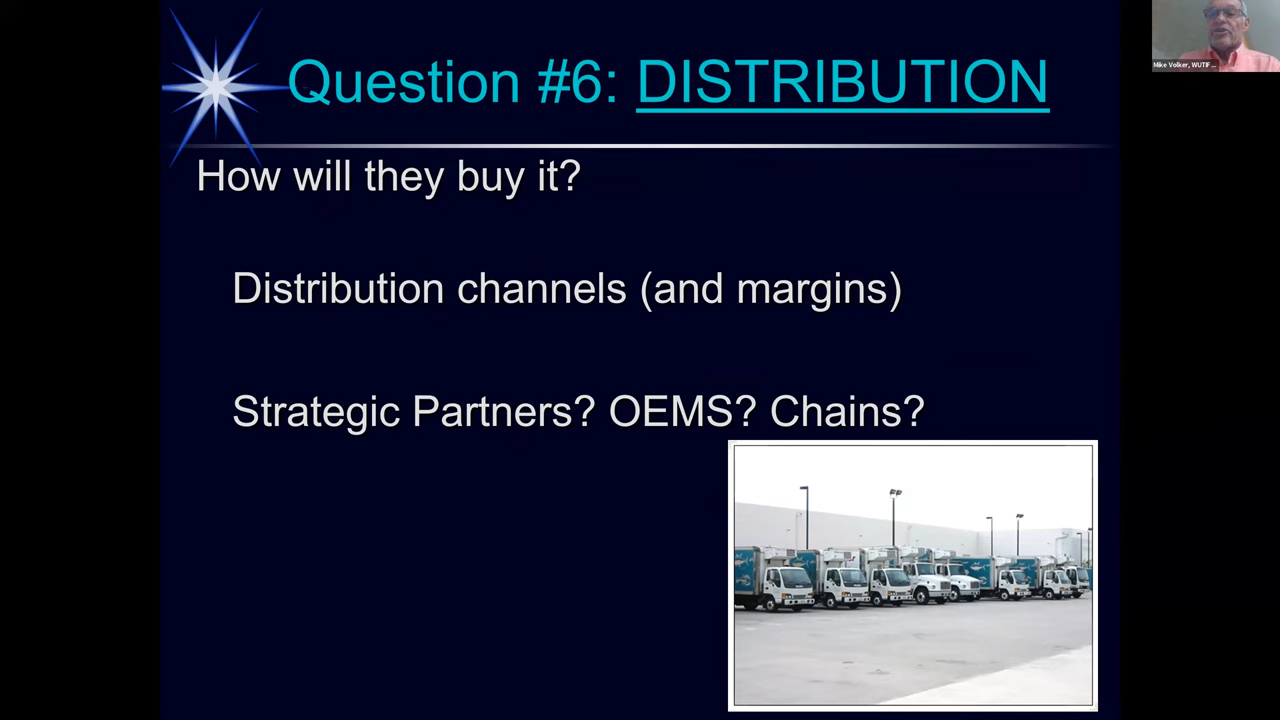 Question #6: DISTRIBUTION
How will they buy it?
Distribution channels (and margins)
Strategic Partners? OEMS? Chains?
Mike Volker, WUTIF ...